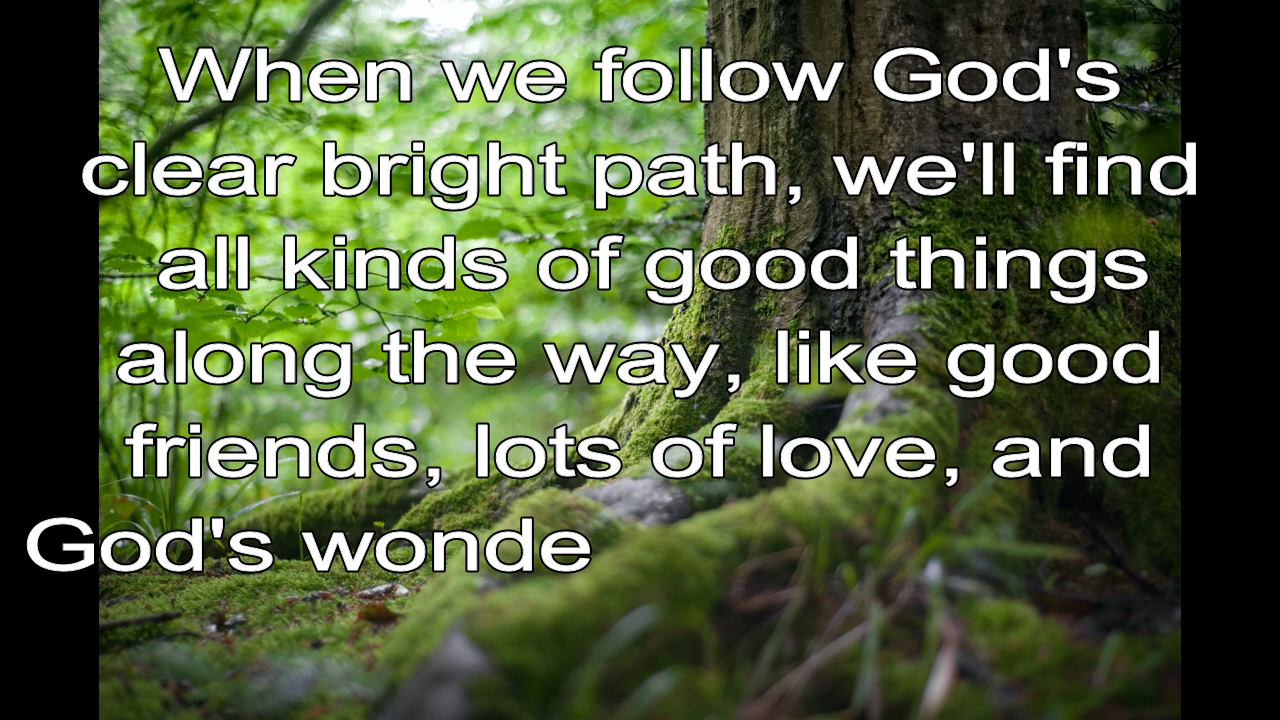 When we follow God's
clear bright path, we'll find
all kinds of good things
along the way, like good
friends, lots of love, and
God's wonde